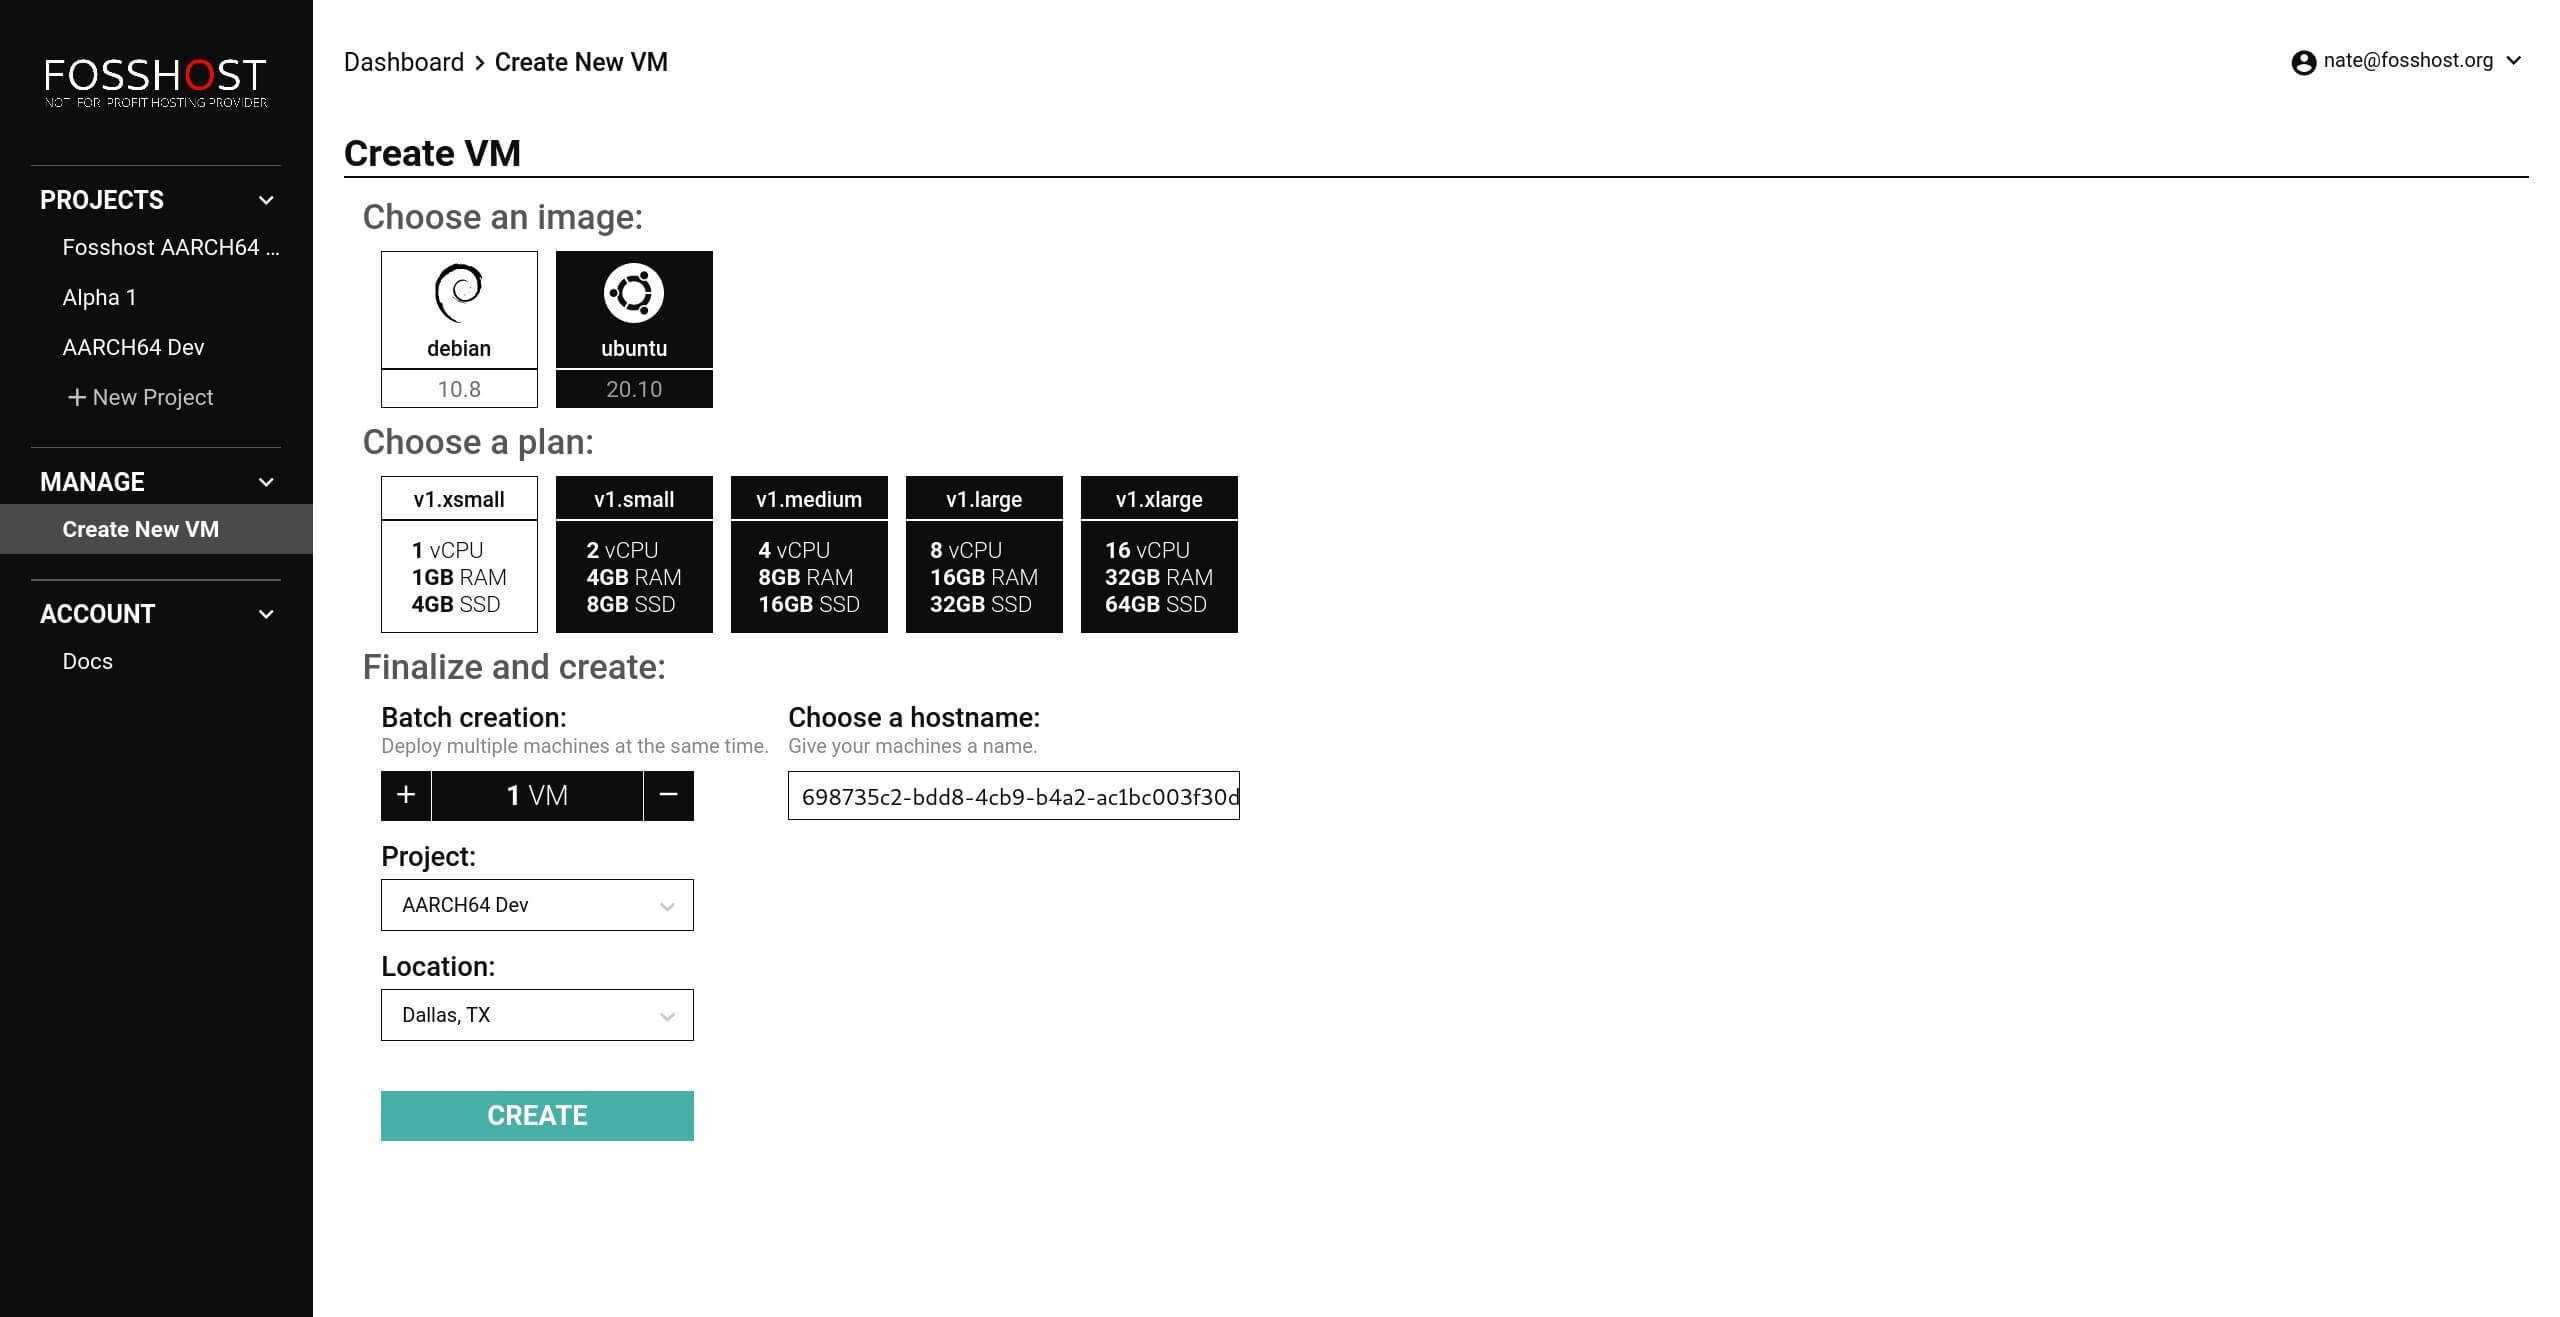 FOSSHOST
NOT-FOR-PROFIT HOSTING PROVIDER
PROJECTS
Fosshost AARCH64 ...
Alpha 1
AARCH64 Dev
+ New Project
MANAGE
Create New VM
ACCOUNT
Docs
Dashboard > Create New VM
nate@fosshost.org
Create VM
Choose an image:
debian
10.8
ubuntu
20.10
Choose a plan:
v1.xsmall
1 vCPU
1GB RAM
4GB SSD
v1.small
2 vCPU
4GB RAM
8GB SSD
v1.medium
4 vCPU
8GB RAM
16GB SSD
v1.large
8 vCPU
16GB RAM
32GB SSD
v1.xlarge
16 vCPU
32GB RAM
64GB SSD
Finalize and create:
Batch creation:
Deploy multiple machines at the same time.
+ 1 VM −
Choose a hostname:
Give your machines a name.
698735c2-bdd8-4cb9-b4a2-ac1bc003f30d
Project:
AARCH64 Dev
Location:
Dallas, TX
CREATE